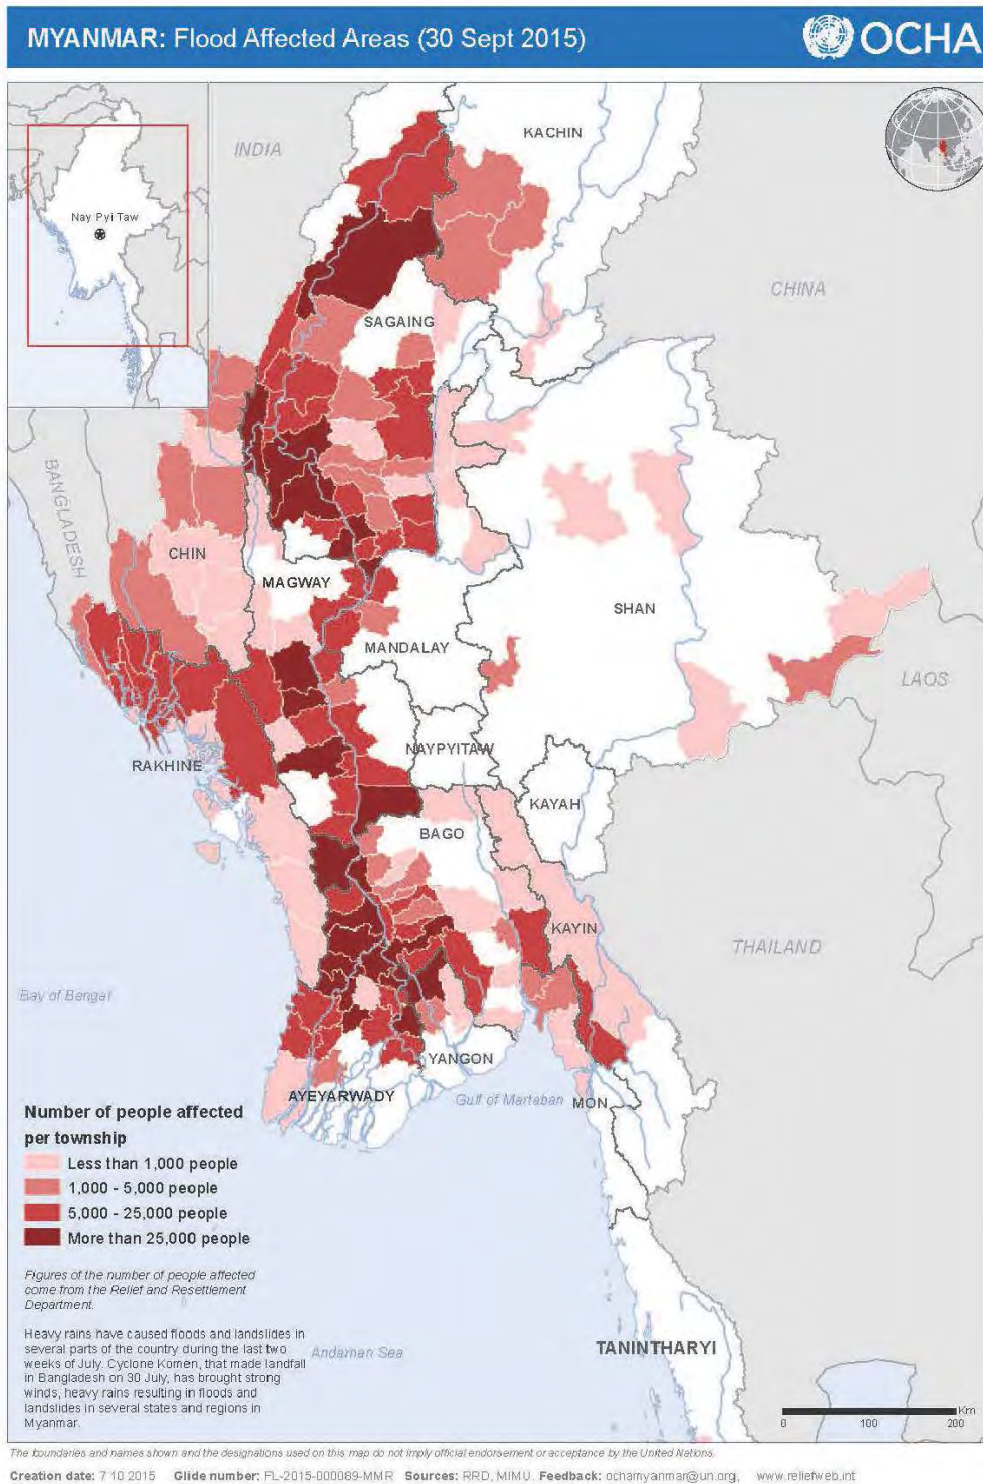 MYANMAR: Flood Affected Areas (30 Sept 2015)
OCHA
KACHIN
INDIA
Nay Pyi Taw
CHINA
SAGAING
BANGLADESH
CHIN
MAGWAY
SHAN
MANDALAY
LAOS
NAYPYITAW
RAKHINE
KAYAH
BAGO
KAYIN
THAILAND
Bay of Bengal
YANGON
AYEYARWADY
Gulf of Martaban
MON
Number of people affected
per township
Less than 1,000 people
1,000 - 5,000 people
5,000 - 25,000 people
More than 25,000 people
Figures of the number of people affected
come from the Relief and Resettlement
Department.
Heavy rains have caused floods and landslides in
several parts of the country during the last two
weeks of July. Cyclone Komen, that made landfall
in Bangladesh on 30 July, has brought strong
winds, heavy rains resulting in floods and
landslides in several states and regions in
Myanmar.
Andaman Sea
TANINTHARYI
Km
0 100 200
The boundaries and names shown and the designations used on this map do not imply official endorsement or acceptance by the United Nations.
Creation date: 7 10 2015 Glide number: FL-2015-000089-MMR Sources: RRD, MIMU. Feedback: ochamyanmar@un.org, www.reliefweb.int